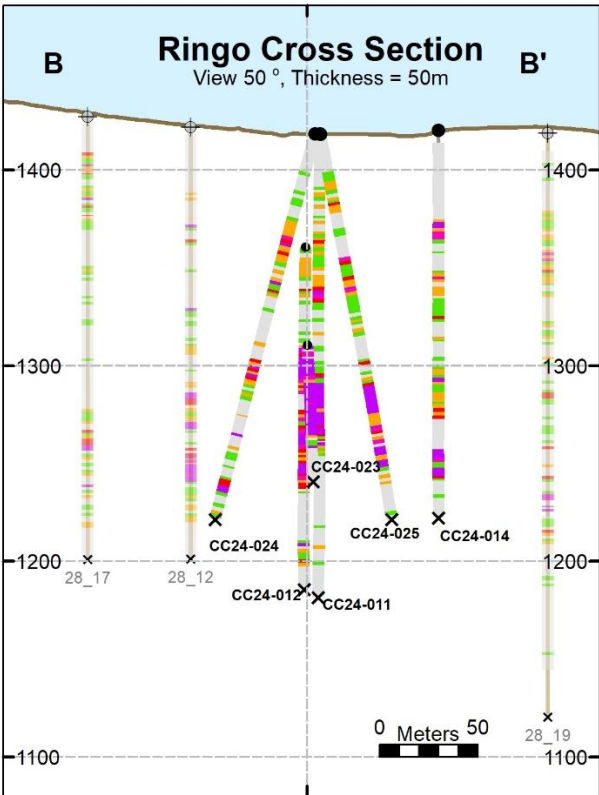 Ringo Cross Section
B
B'
View 50 °, Thickness = 50m
1400
1400
1300
1300
CC24-023
CC24-024
CC24-025
CC24-014
1200
1200
28_17
28_12
CC24-012
CC24-011
0 Meters 50
28_19
1100
1100